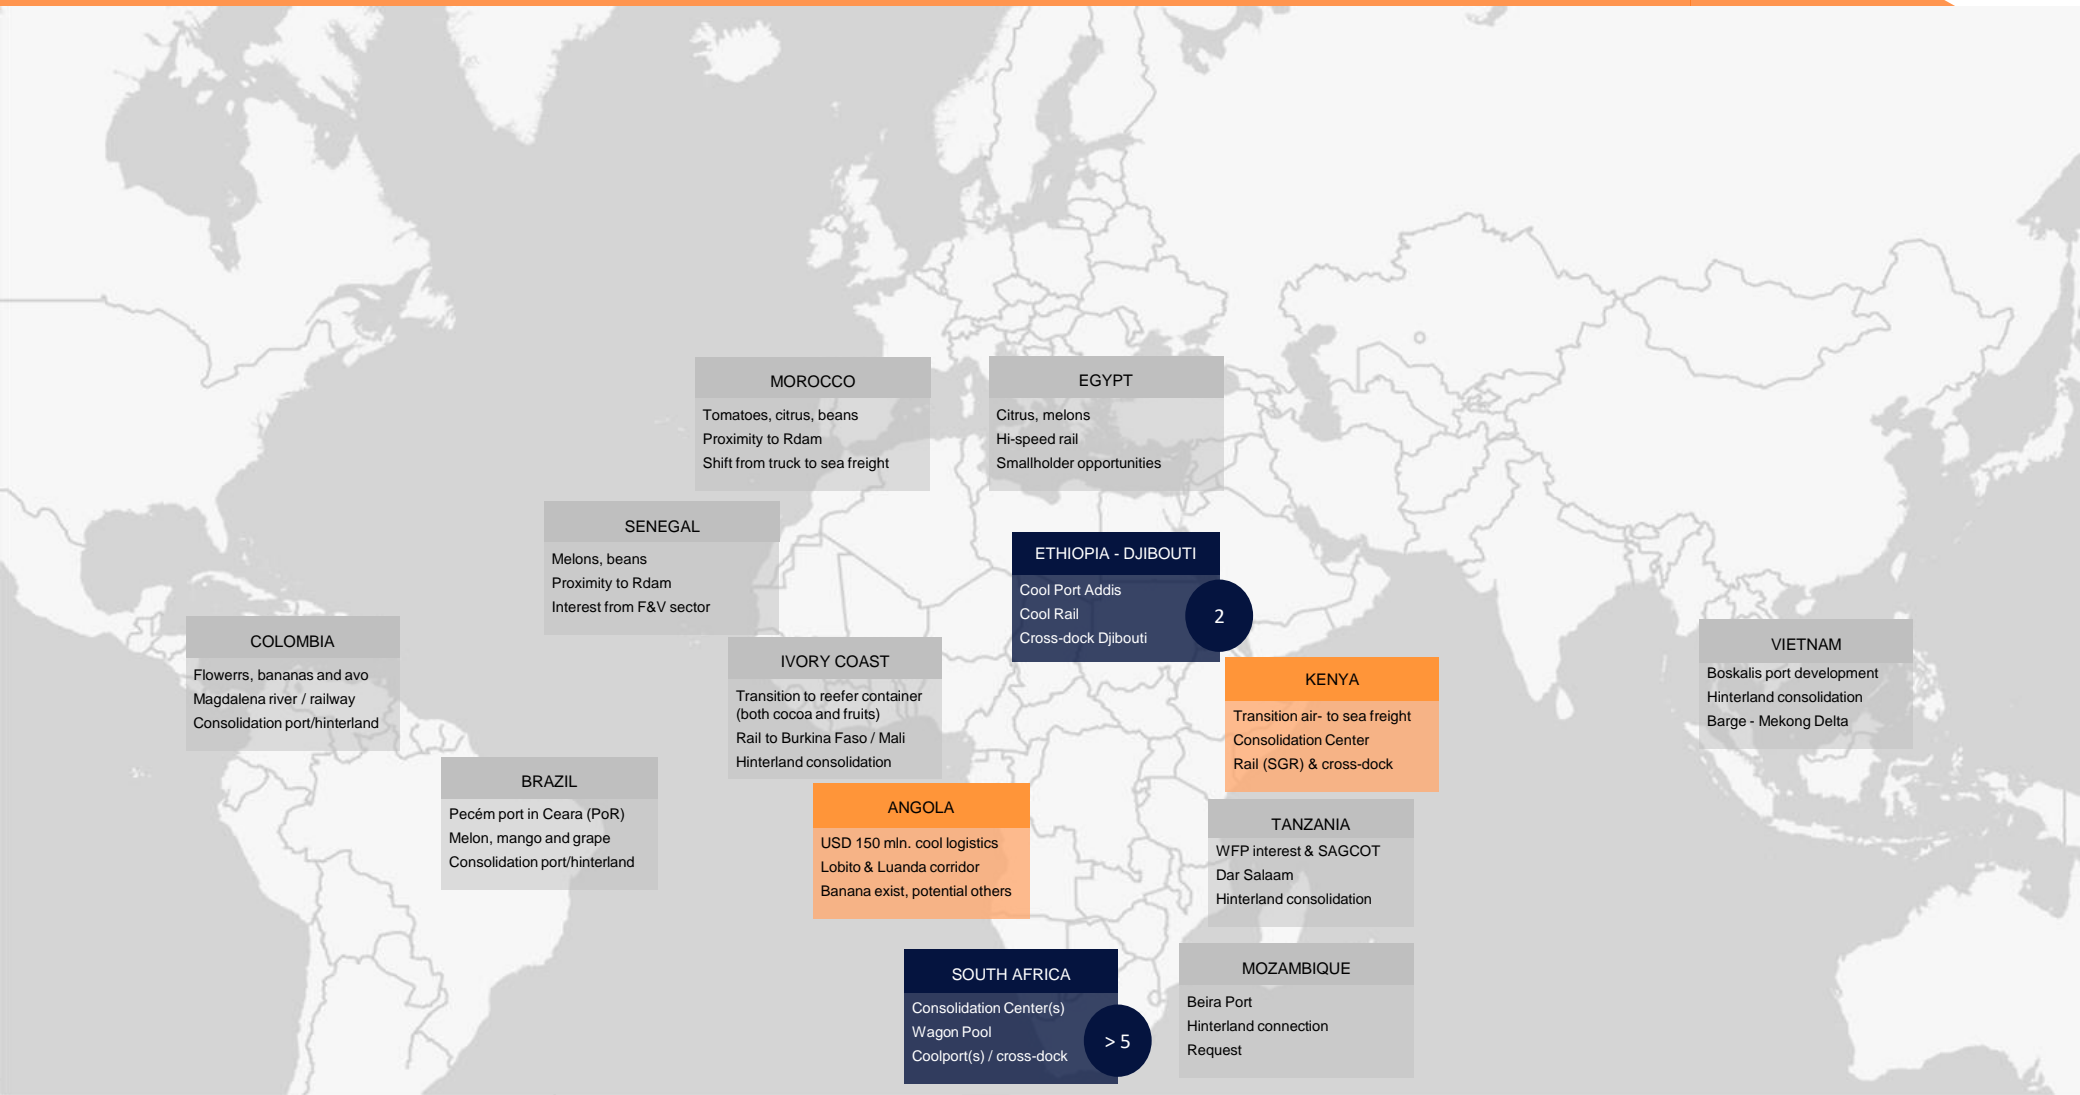 MOROCCO
Tomatoes, citrus, beans
Proximity to Rdam
Shift from truck to sea freight
EGYPT
Citrus, melons
Hi-speed rail
Smallholder opportunities
SENEGAL
Melons, beans
Proximity to Rdam
Interest from F&V sector
ETHIOPIA - DJIBOUTI
Cool Port Addis
Cool Rail
Cross-dock Djibouti
2
COLOMBIA
Flowerrs, bananas and avo
Magdalena river / railway
Consolidation port/hinterland
IVORY COAST
Transition to reefer container
(both cocoa and fruits)
Rail to Burkina Faso / Mali
Hinterland consolidation
KENYA
Transition air- to sea freight
Consolidation Center
Rail (SGR) & cross-dock
VIETNAM
Boskalis port development
Hinterland consolidation
Barge - Mekong Delta
BRAZIL
Pecém port in Ceara (PoR)
Melon, mango and grape
Consolidation port/hinterland
ANGOLA
USD 150 mln. cool logistics
Lobito & Luanda corridor
Banana exist, potential others
TANZANIA
WFP interest & SAGCOT
Dar Salaam
Hinterland consolidation
SOUTH AFRICA
Consolidation Center(s)
Wagon Pool
Coolport(s) / cross-dock
> 5
MOZAMBIQUE
Beira Port
Hinterland connection
Request